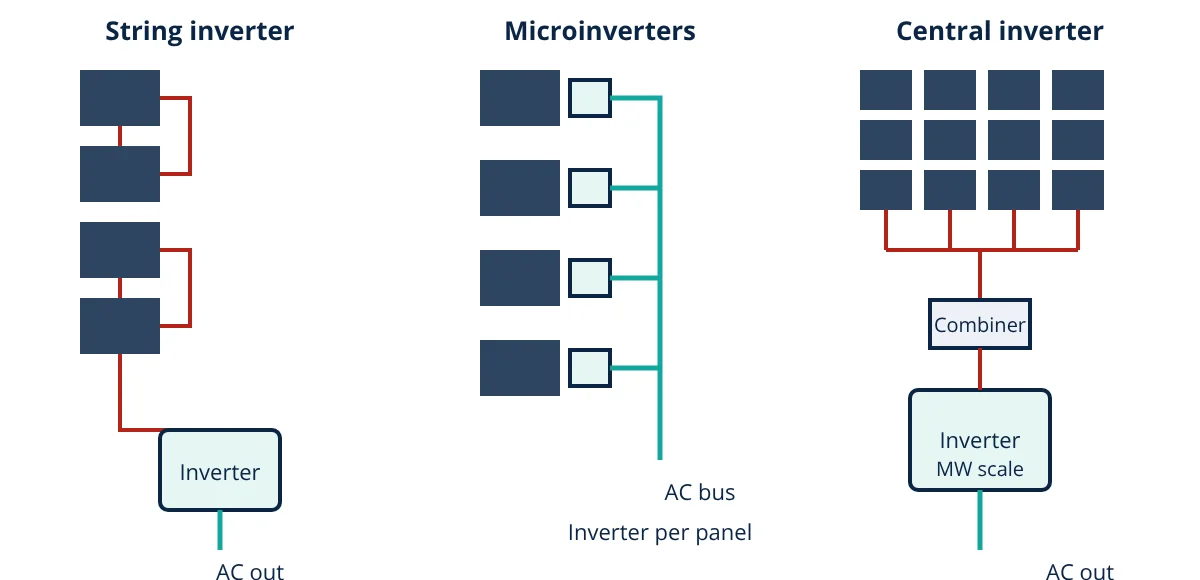 String inverter
Inverter
AC out
Microinverters
AC bus
Inverter per panel
Central inverter
Combiner
Inverter
MW scale
AC out